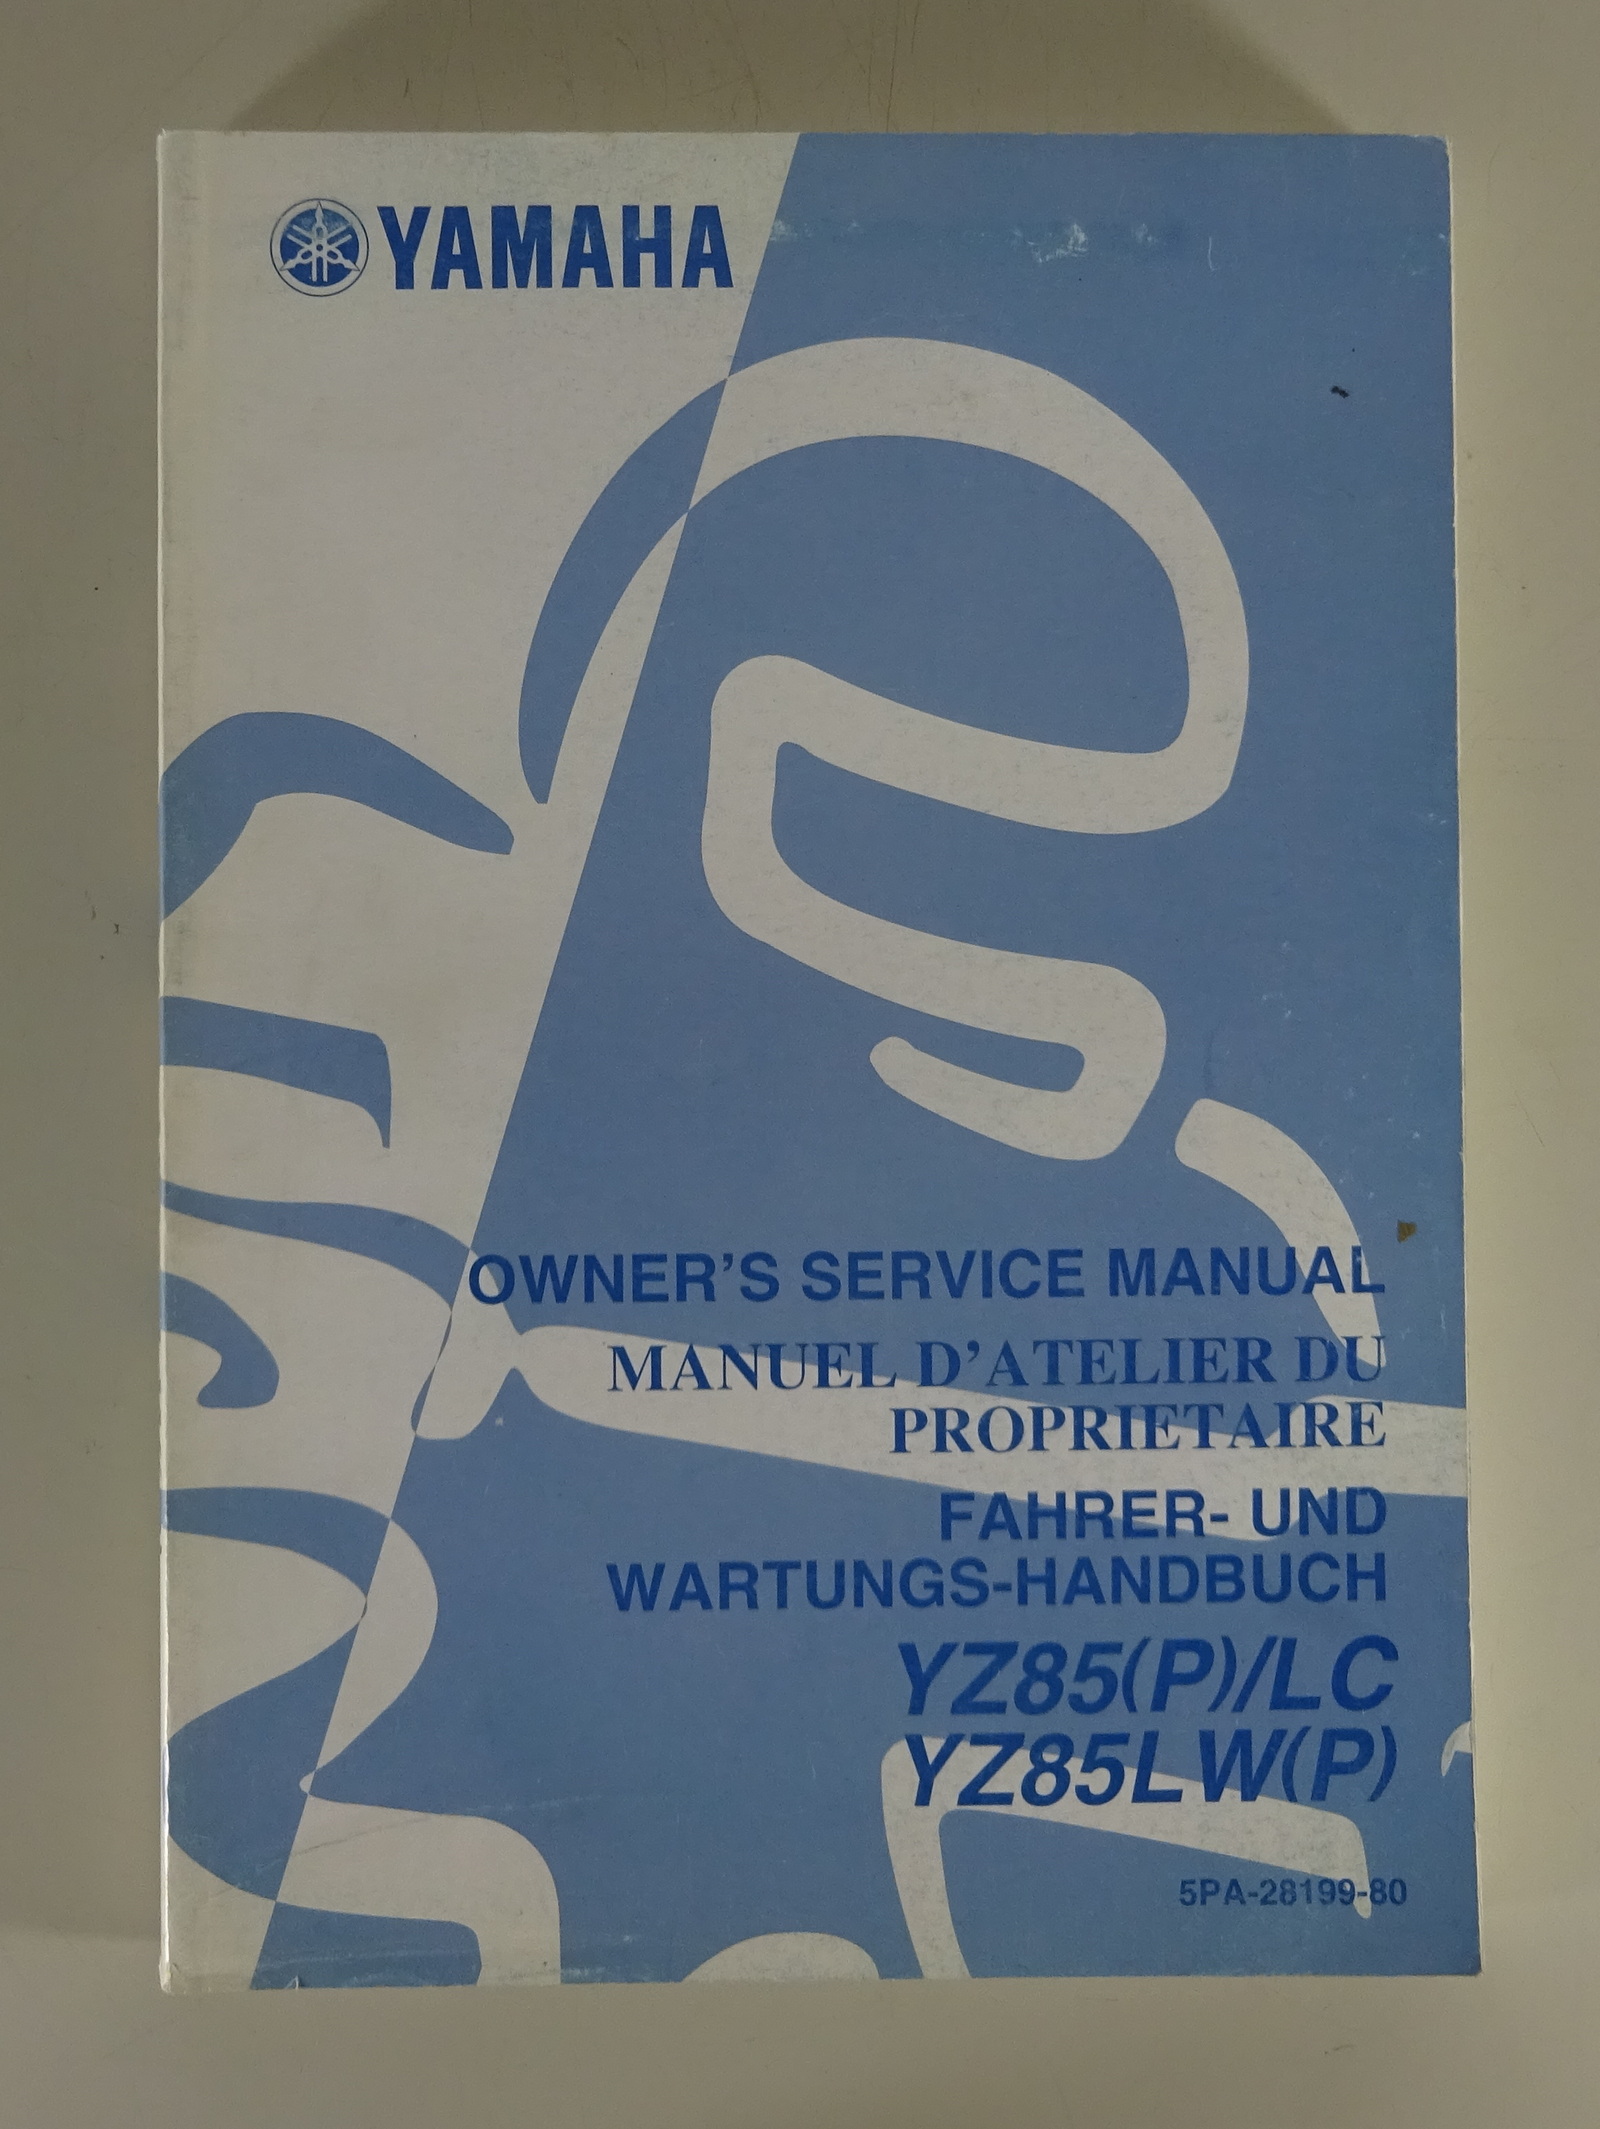 YAMAHA
OWNER'S SERVICE MANUAL
MANUEL D'ATELIER DU
PROPRIETAIRE
FAHRER- UND
WARTUNGS-HANDBUCH
YZ85(P)/LC
YZ85LW(P)
5PA-28199-80